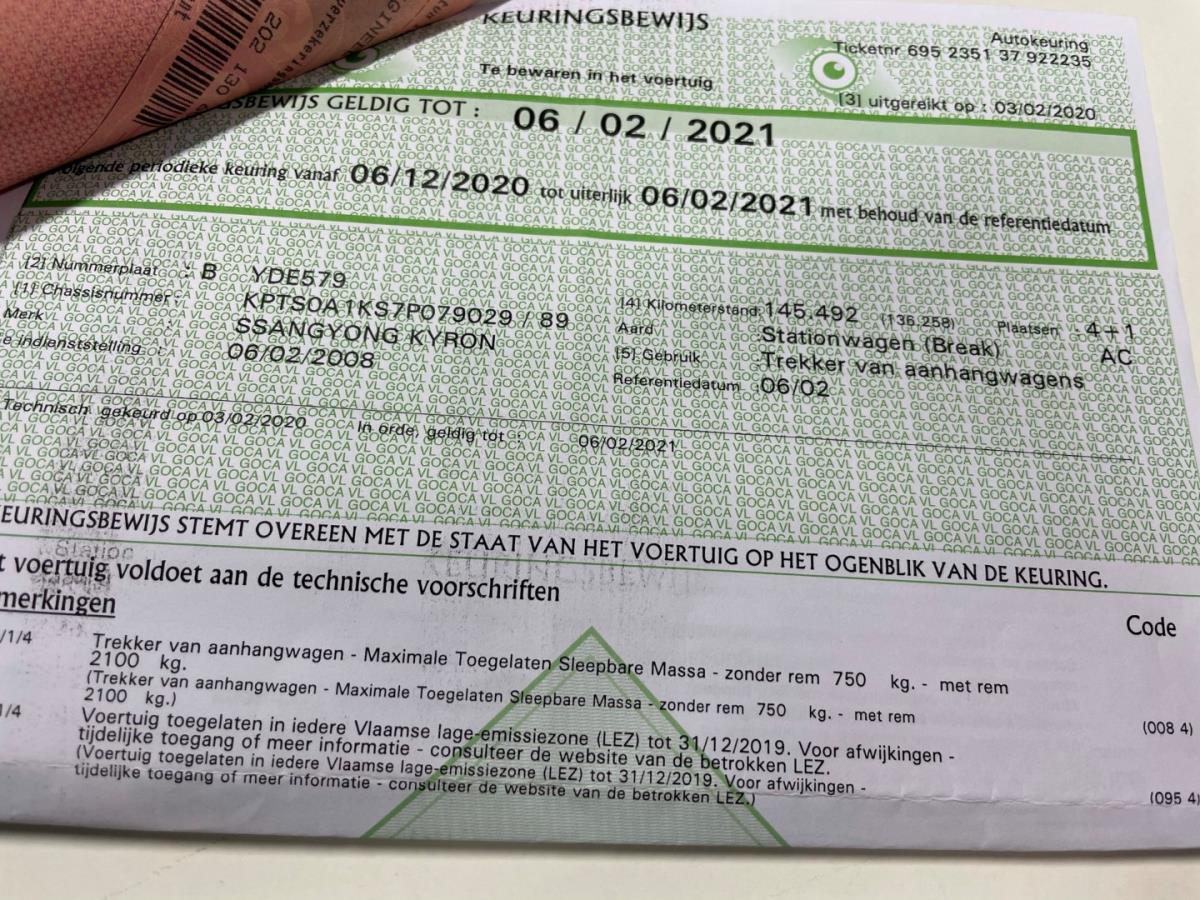 KEURINGSBEWIJS
Autokeuring
Ticketnr 695 2351 37 922235
Te bewaren in het voertuig
[3] uitgereikt op : 03/02/2020
GSBEWIJS GELDIG TOT : 06 / 02 / 2021
olgende periodieke keuring vanaf 06/12/2020 tot uiterlijk 06/02/2021 met behoud van de referentiedatum
[2] Nummerplaat : B YDE579
[1] Chassisnummer : KPTS0A1KS7P079029 / 89
Merk : SSANGYONG KYRON
e indienststelling : 06/02/2008
[4] Kilometerstand: 145.492 (136.258) Plaatsen 4+1
Aard : Stationwagen (Break) AC
[5] Gebruik : Trekker van aanhangwagens
Referentiedatum : 06/02
Technisch gekeurd op 03/02/2020 In orde, geldig tot : 06/02/2021
EURINGSBEWIJS STEMT OVEREEN MET DE STAAT VAN HET VOERTUIG OP HET OGENBLIK VAN DE KEURING.
t voertuig voldoet aan de technische voorschriften
merkingen
Code
/1/4 Trekker van aanhangwagen - Maximale Toegelaten Sleepbare Massa - zonder rem 750 kg. - met rem
2100 kg.
(Trekker van aanhangwagen - Maximale Toegelaten Sleepbare Massa - zonder rem 750 kg. - met rem
2100 kg.) (008 4)
1/4 Voertuig toegelaten in iedere Vlaamse lage-emissiezone (LEZ) tot 31/12/2019. Voor afwijkingen -
tijdelijke toegang of meer informatie - consulteer de website van de betrokken LEZ.
(Voertuig toegelaten in iedere Vlaamse lage-emissiezone (LEZ) tot 31/12/2019. Voor afwijkingen -
tijdelijke toegang of meer informatie - consulteer de website van de betrokken LEZ.) (095 4)